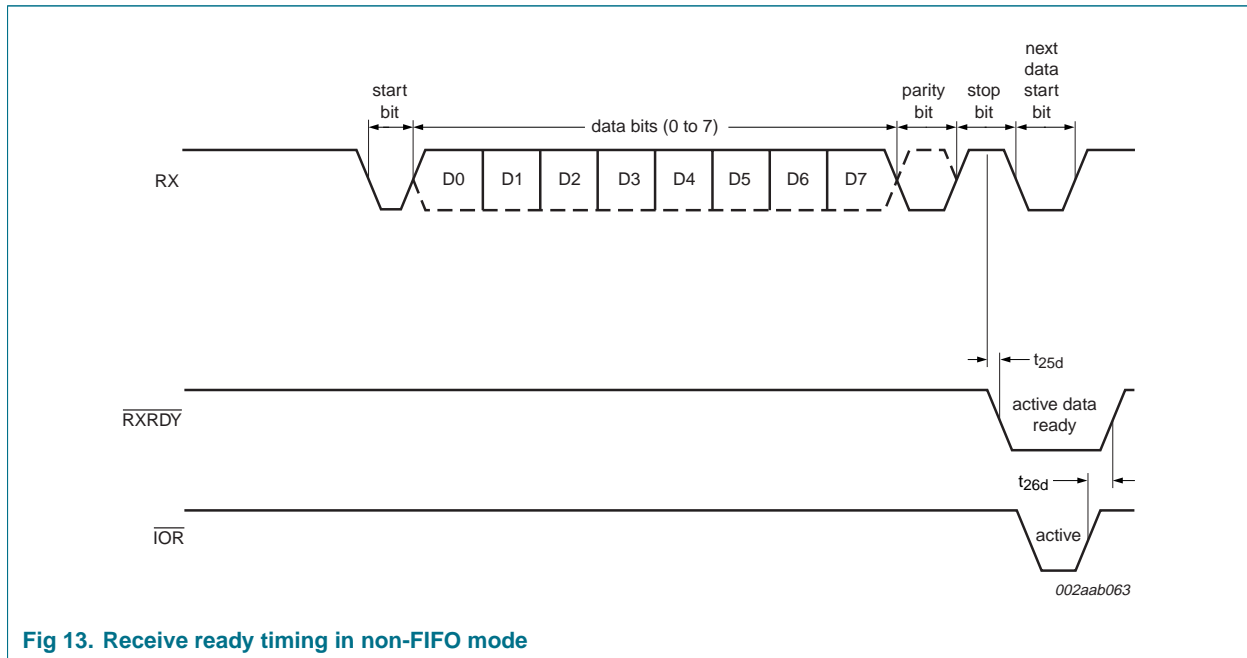 next
data
start
bit
start
bit
parity
bit
stop
bit
data bits (0 to 7)
RX
D0 D1 D2 D3 D4 D5 D6 D7
t25d
RXRDY
active data
ready
t26d
IOR
active
002aab063
Fig 13. Receive ready timing in non-FIFO mode